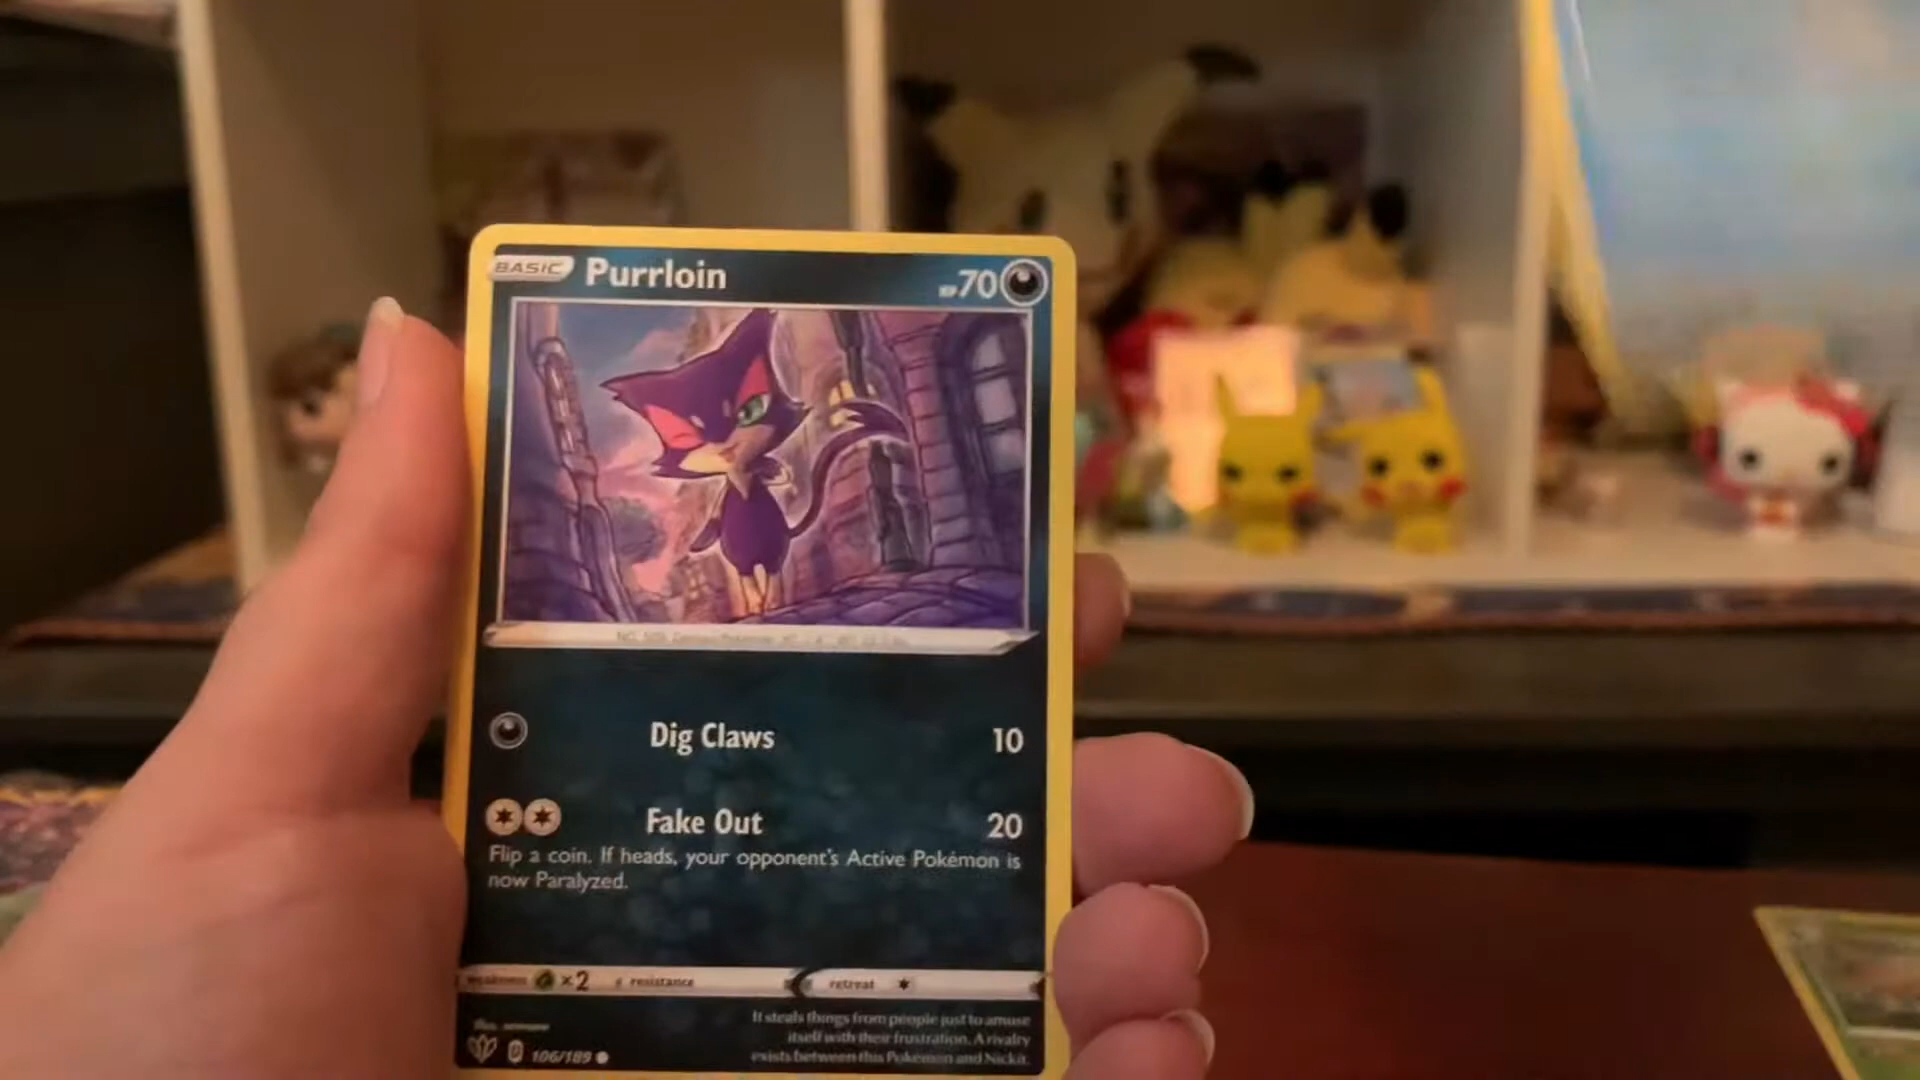 BASIC Purrloin 70
Dig Claws 10
Fake Out 20
Flip a coin. If heads, your opponent's Active Pokémon is
now Paralyzed.
weakness ×2 resistance retreat
It steals things from people just to amuse
itself with their frustration. A rivalry
106/189 exists between this Pokémon and Nickit.